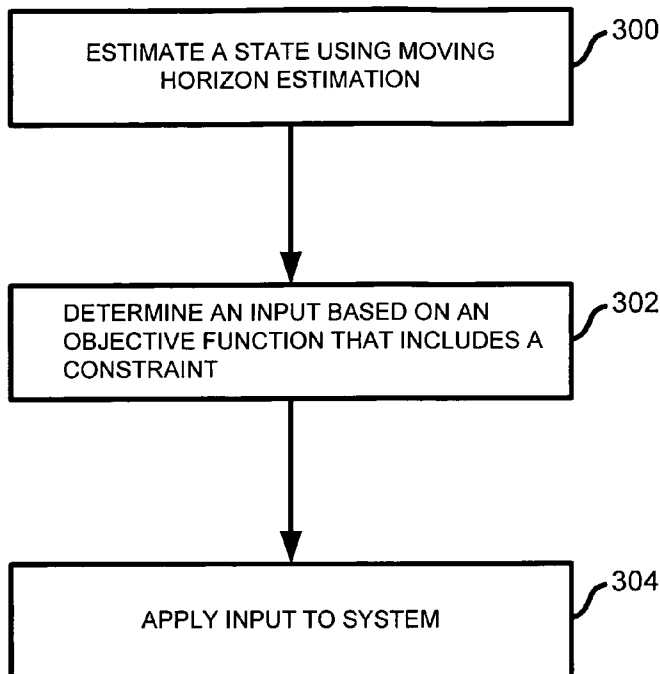 ESTIMATE A STATE USING MOVING
HORIZON ESTIMATION
300
DETERMINE AN INPUT BASED ON AN
OBJECTIVE FUNCTION THAT INCLUDES A
CONSTRAINT
302
APPLY INPUT TO SYSTEM
304